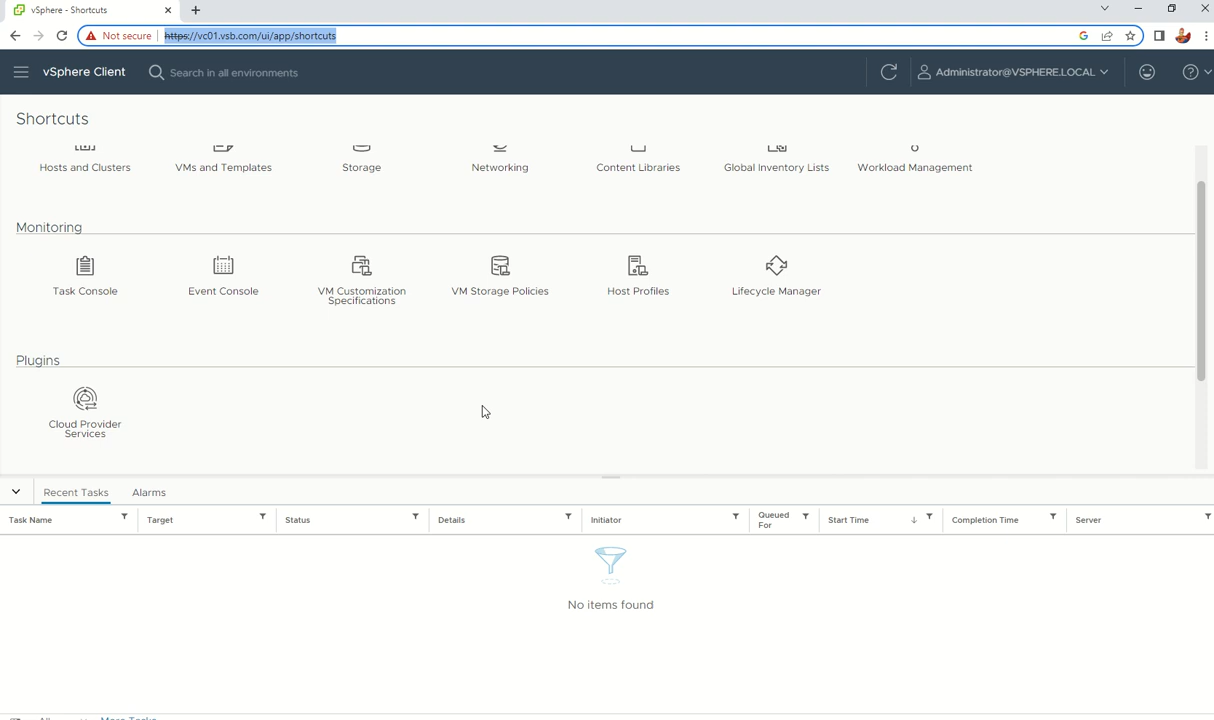 vSphere - Shortcuts
Not secure
https://vc01.vsb.com/ui/app/shortcuts
vSphere Client
Search in all environments
Administrator@VSPHERE.LOCAL
Shortcuts
Hosts and Clusters
VMs and Templates
Storage
Networking
Content Libraries
Global Inventory Lists
Workload Management
Monitoring
Task Console
Event Console
VM Customization
Specifications
VM Storage Policies
Host Profiles
Lifecycle Manager
Plugins
Cloud Provider
Services
Recent Tasks
Alarms
Task Name
Target
Status
Details
Initiator
Queued
For
Start Time
Completion Time
Server
No items found